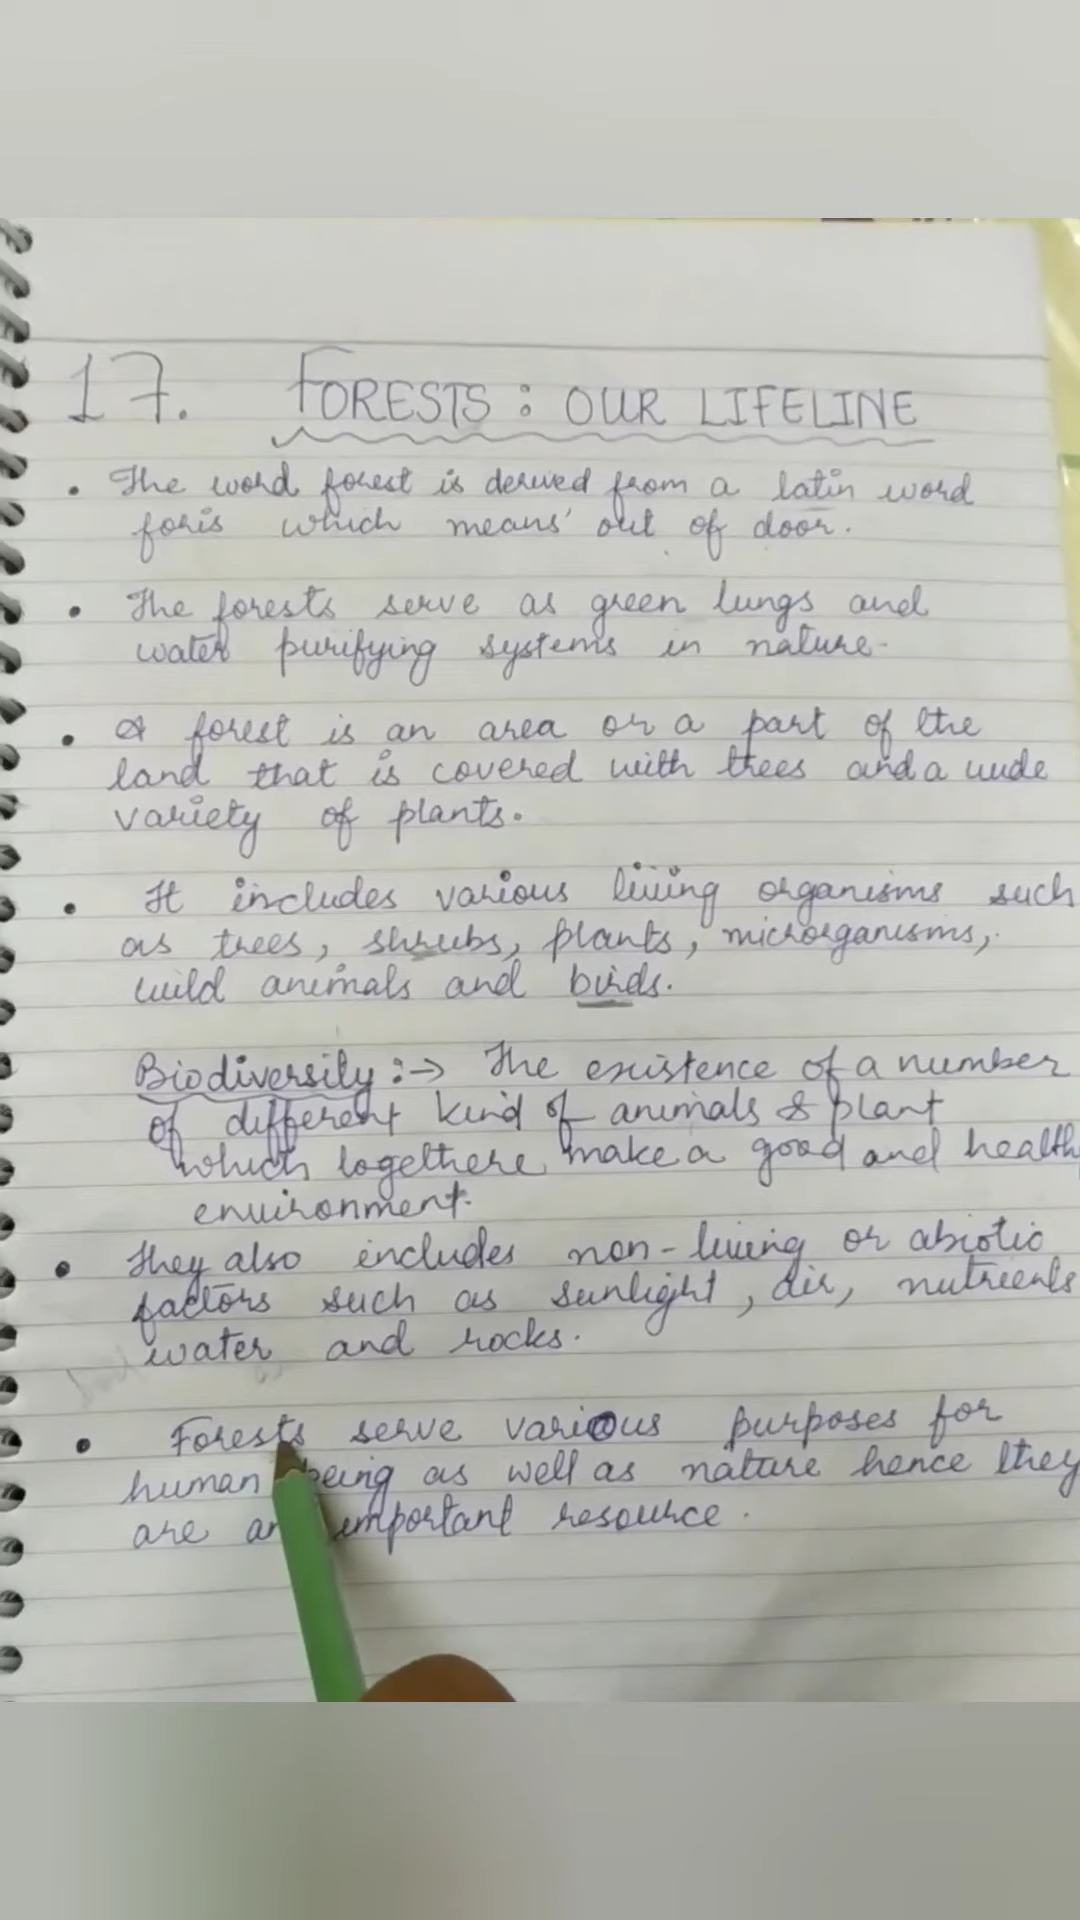 17. FORESTS : OUR LIFELINE
• The word forest is derived from a latin word
foris which means' out of door.
• The forests serve as green lungs and
water purifying systems in nature.
• A forest is an area or a part of the
land that is covered with trees and a wide
variety of plants.
• It includes various living organisms such
as trees, shrubs, plants, microrganisms,
wild animals and birds.
Biodiversity :→ The existence of a number
of different kind of animals & plant
which togethere make a good and health
environment.
• They also includes non-living or abiotic
factors such as sunlight, air, nutrients
water and rocks.
• Forests serve various purposes for
human being as well as nature hence they
are an important resource.